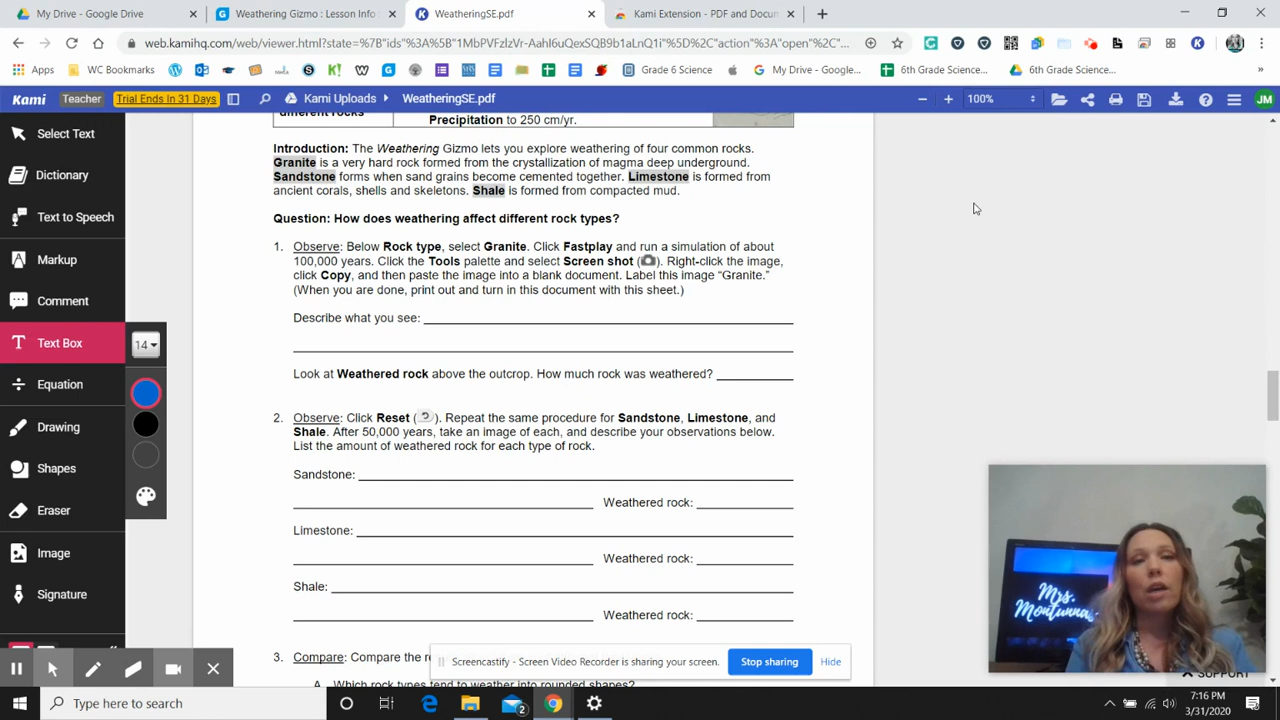 My Drive - Google Drive
Weathering Gizmo : Lesson Info
WeatheringSE.pdf
Kami Extension - PDF and Docun
web.kamihq.com/web/viewer.html?state=%7B"ids"%3A%5B"1MbPVFzlzVr-AahI6uQexSQB9b1aLnQ1i"%5D%2C"action"%3A"open"%2C"...
Apps
WC Bookmarks
Grade 6 Science...
My Drive - Google...
6th Grade Science...
6th Grade Science...
Kami
Teacher
Trial Ends In 31 Days
Kami Uploads
WeatheringSE.pdf
100%
JM
Select Text
Dictionary
Text to Speech
Markup
Comment
Text Box
Equation
Drawing
Shapes
Eraser
Image
Signature
14
different rocks
Precipitation to 250 cm/yr.
Introduction: The Weathering Gizmo lets you explore weathering of four common rocks.
Granite is a very hard rock formed from the crystallization of magma deep underground.
Sandstone forms when sand grains become cemented together. Limestone is formed from
ancient corals, shells and skeletons. Shale is formed from compacted mud.
Question: How does weathering affect different rock types?
1. Observe: Below Rock type, select Granite. Click Fastplay and run a simulation of about
100,000 years. Click the Tools palette and select Screen shot ( ). Right-click the image,
click Copy, and then paste the image into a blank document. Label this image “Granite.”
(When you are done, print out and turn in this document with this sheet.)
Describe what you see:
Look at Weathered rock above the outcrop. How much rock was weathered?
2. Observe: Click Reset ( ). Repeat the same procedure for Sandstone, Limestone, and
Shale. After 50,000 years, take an image of each, and describe your observations below.
List the amount of weathered rock for each type of rock.
Sandstone:
Weathered rock:
Limestone:
Weathered rock:
Shale:
Weathered rock:
3. Compare: Compare the re
A. Which rock types tend to weather into rounded shapes?
Screencastify - Screen Video Recorder is sharing your screen.
Stop sharing
Hide
Mrs.
SUPPORT
Type here to search
2
7:16 PM
3/31/2020